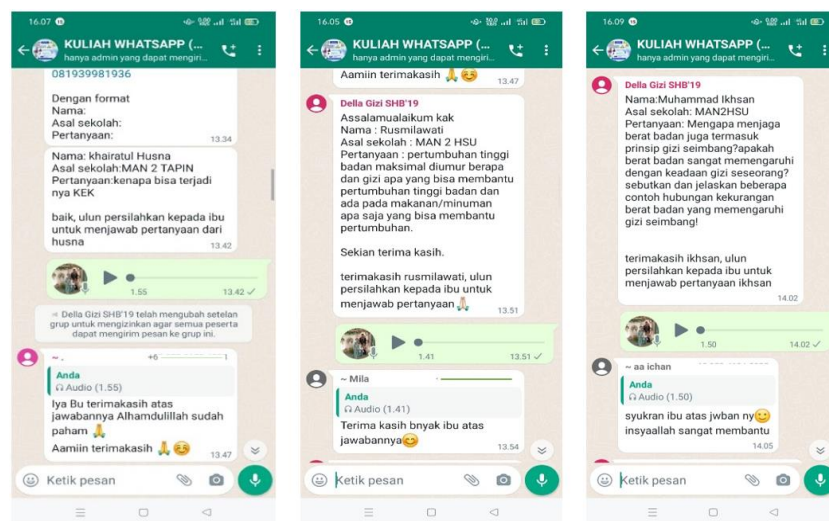 16.07
KULIAH WHATSAPP (...
hanya admin yang dapat mengiri...
081939981936
Dengan format
Nama:
Asal sekolah:
Pertanyaan:
13.34
Nama: khairatul Husna
Asal sekolah:MAN 2 TAPIN
Pertanyaan:kenapa bisa terjadi
nya KEK
baik, ulun persilahkan kepada ibu
untuk menjawab pertanyaan dari
husna
13.42
1.55
13.42
Della Gizi SHB'19 telah mengubah setelan
grup untuk mengizinkan agar semua peserta
dapat mengirim pesan ke grup ini.
~ .
+6
1
Anda
Audio (1.55)
Iya Bu terimakasih atas
jawabannya Alhamdulillah sudah
paham 🙏
Aamiin terimakasih 🙏☺️
13.47
Ketik pesan
16.05
KULIAH WHATSAPP (...
hanya admin yang dapat mengiri...
Aamiin terimakasih 🙏☺️
13.47
Della Gizi SHB'19
Assalamualaikum kak
Nama : Rusmilawati
Asal sekolah : MAN 2 HSU
Pertanyaan : pertumbuhan tinggi
badan maksimal diumur berapa
dan gizi apa yang bisa membantu
pertumbuhan tinggi badan dan
ada pada makanan/minuman
apa saja yang bisa membantu
pertumbuhan.
Sekian terima kasih.
terimakasih rusmilawati, ulun
persilahkan kepada ibu untuk
menjawab pertanyaan 🙏
13.51
1.41
13.51
~ Mila
Anda
Audio (1.41)
Terima kasih bnyak ibu atas
jawabannya😊
13.54
Ketik pesan
16.09
KULIAH WHATSAPP (...
hanya admin yang dapat mengiri...
Della Gizi SHB'19
Nama:Muhammad Ikhsan
Asal sekolah: MAN2HSU
Pertanyaan: Mengapa menjaga
berat badan juga termasuk
prinsip gizi seimbang?apakah
berat badan sangat memengaruhi
dengan keadaan gizi seseorang?
sebutkan dan jelaskan beberapa
contoh hubungan kekurangan
berat badan yang memengaruhi
gizi seimbang!
terimakasih ikhsan, ulun
persilahkan kepada ibu untuk
menjawab pertanyaan ikhsan
14.02
1.50
14.02
~ aa ichan
Anda
Audio (1.50)
syukran ibu atas jwban ny😊
insyaallah sangat membantu
14.05
Ketik pesan